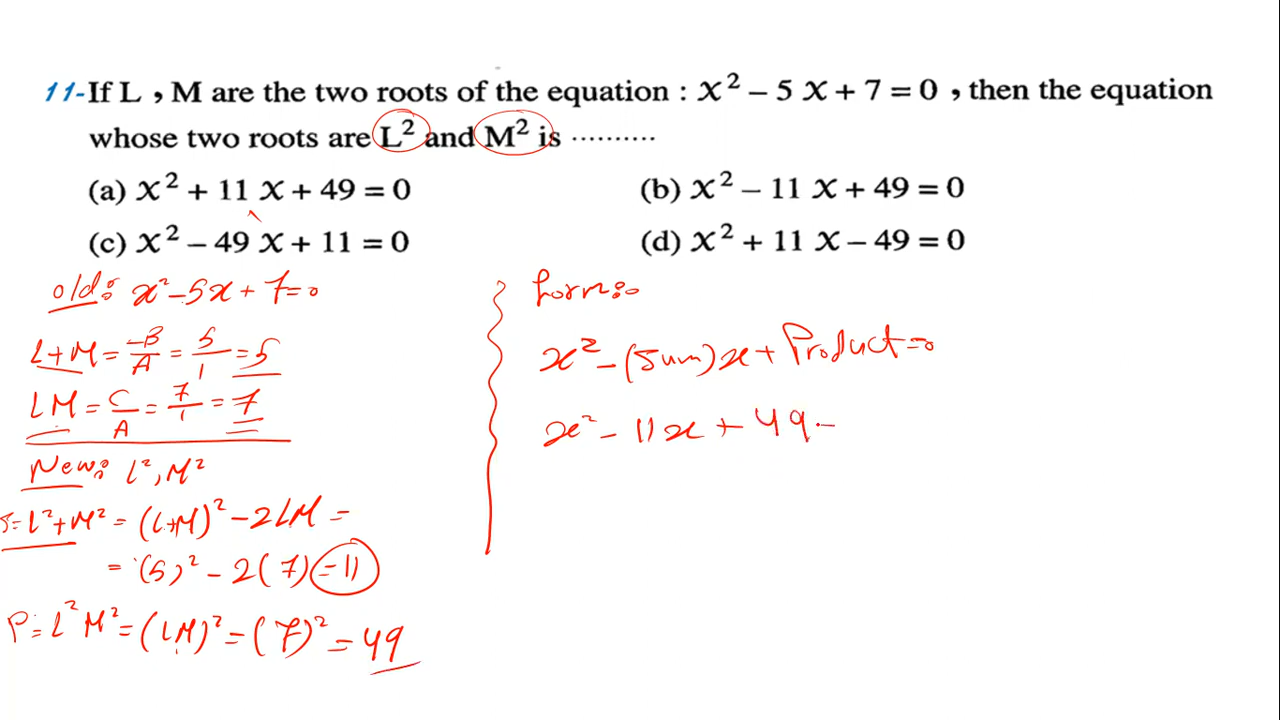 11-If L , M are the two roots of the equation : x² – 5 x + 7 = 0 , then the equation
whose two roots are L² and M² is ..........
(a) x² + 11 x + 49 = 0
(b) x² – 11 x + 49 = 0
(c) x² – 49 x + 11 = 0
(d) x² + 11 x – 49 = 0
old: x² – 5x + 7 = 0
L+M = -B/A = 5/1 = 5
LM = C/A = 7/1 = 7
New: L², M²
S = L² + M² = (L+M)² – 2LM =
= (5)² – 2(7) = 11
P = L² M² = (LM)² = (7)² = 49
form:
x² – (Sum)x + Product = 0
x² – 11x + 49 -